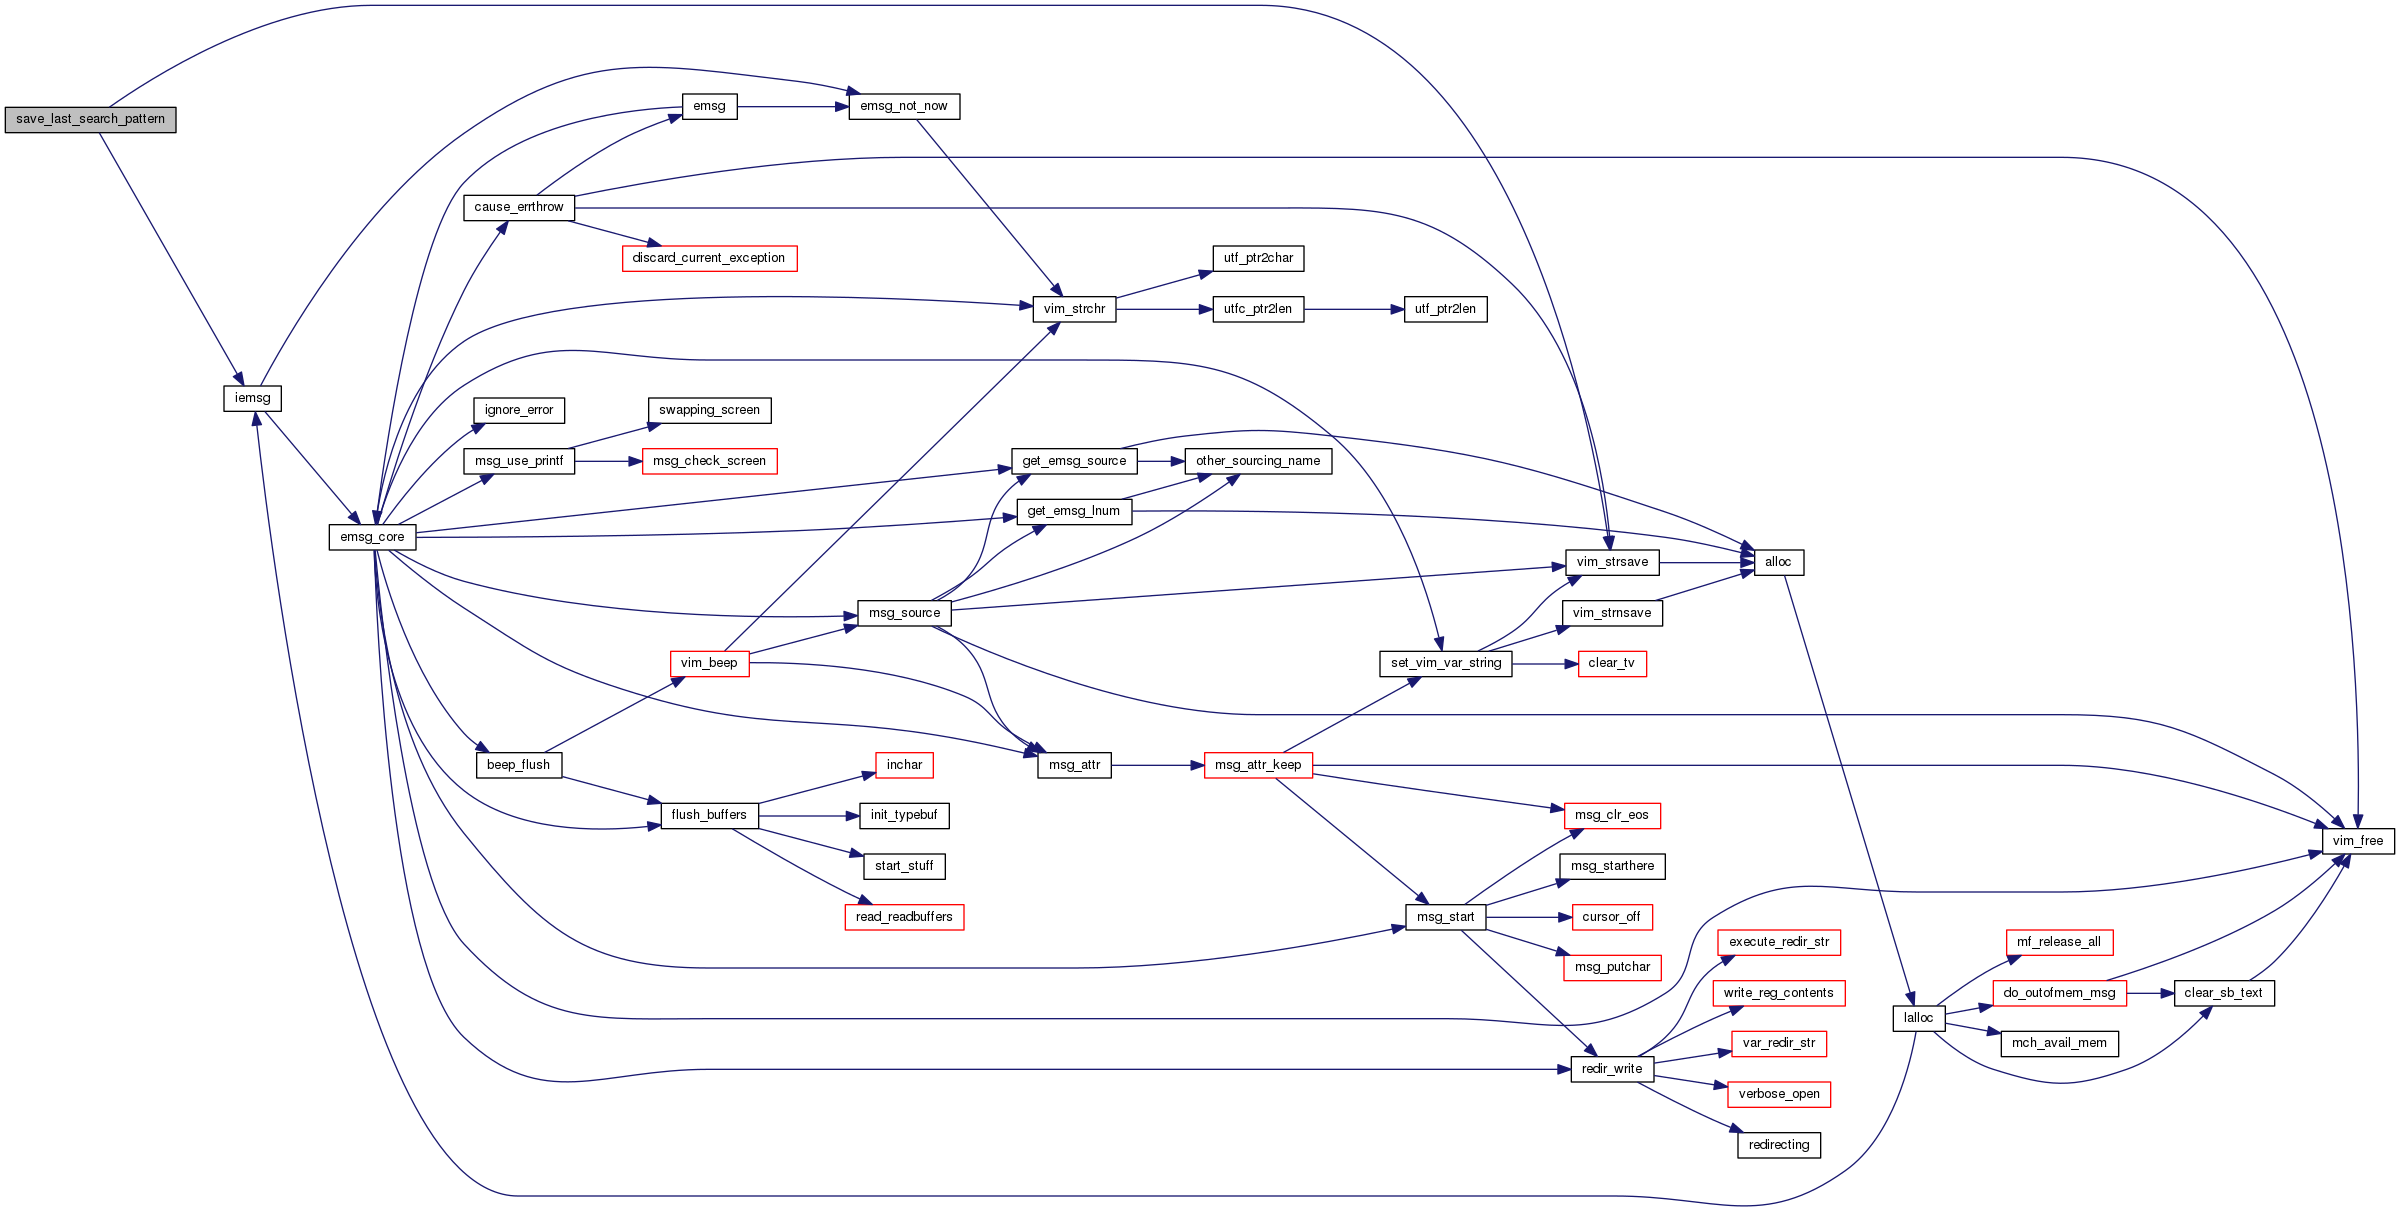 save_last_search_pattern
iemsg
emsg_core
emsg
emsg_not_now
cause_errthrow
discard_current_exception
utf_ptr2char
vim_strchr
utfc_ptr2len
utf_ptr2len
ignore_error
swapping_screen
msg_use_printf
msg_check_screen
get_emsg_source
other_sourcing_name
get_emsg_lnum
vim_strsave
alloc
msg_source
vim_strnsave
vim_beep
set_vim_var_string
clear_tv
beep_flush
inchar
msg_attr
msg_attr_keep
flush_buffers
init_typebuf
msg_clr_eos
vim_free
start_stuff
msg_starthere
read_readbuffers
msg_start
cursor_off
execute_redir_str
mf_release_all
msg_putchar
write_reg_contents
do_outofmem_msg
clear_sb_text
lalloc
var_redir_str
mch_avail_mem
redir_write
verbose_open
redirecting